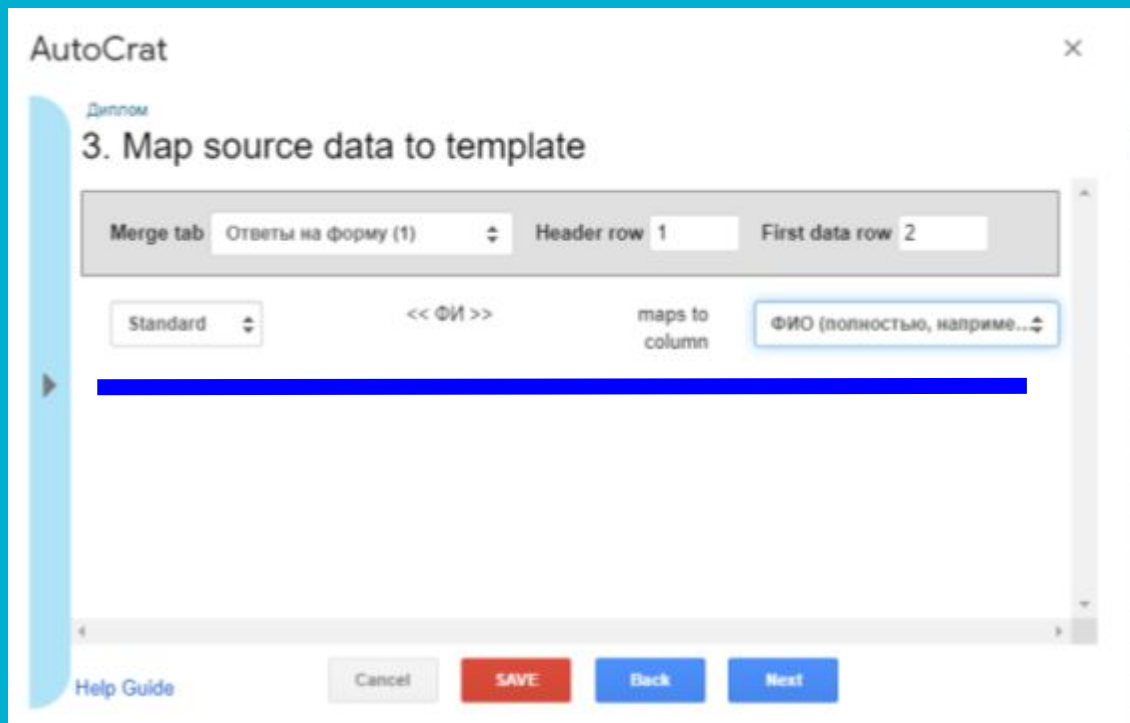 AutoCrat ×
Диплом
3. Map source data to template
Merge tab Ответы на форму (1) Header row 1 First data row 2
Standard << ФИ >> maps to column ФИО (полностью, наприме...
Help Guide Cancel SAVE Back Next